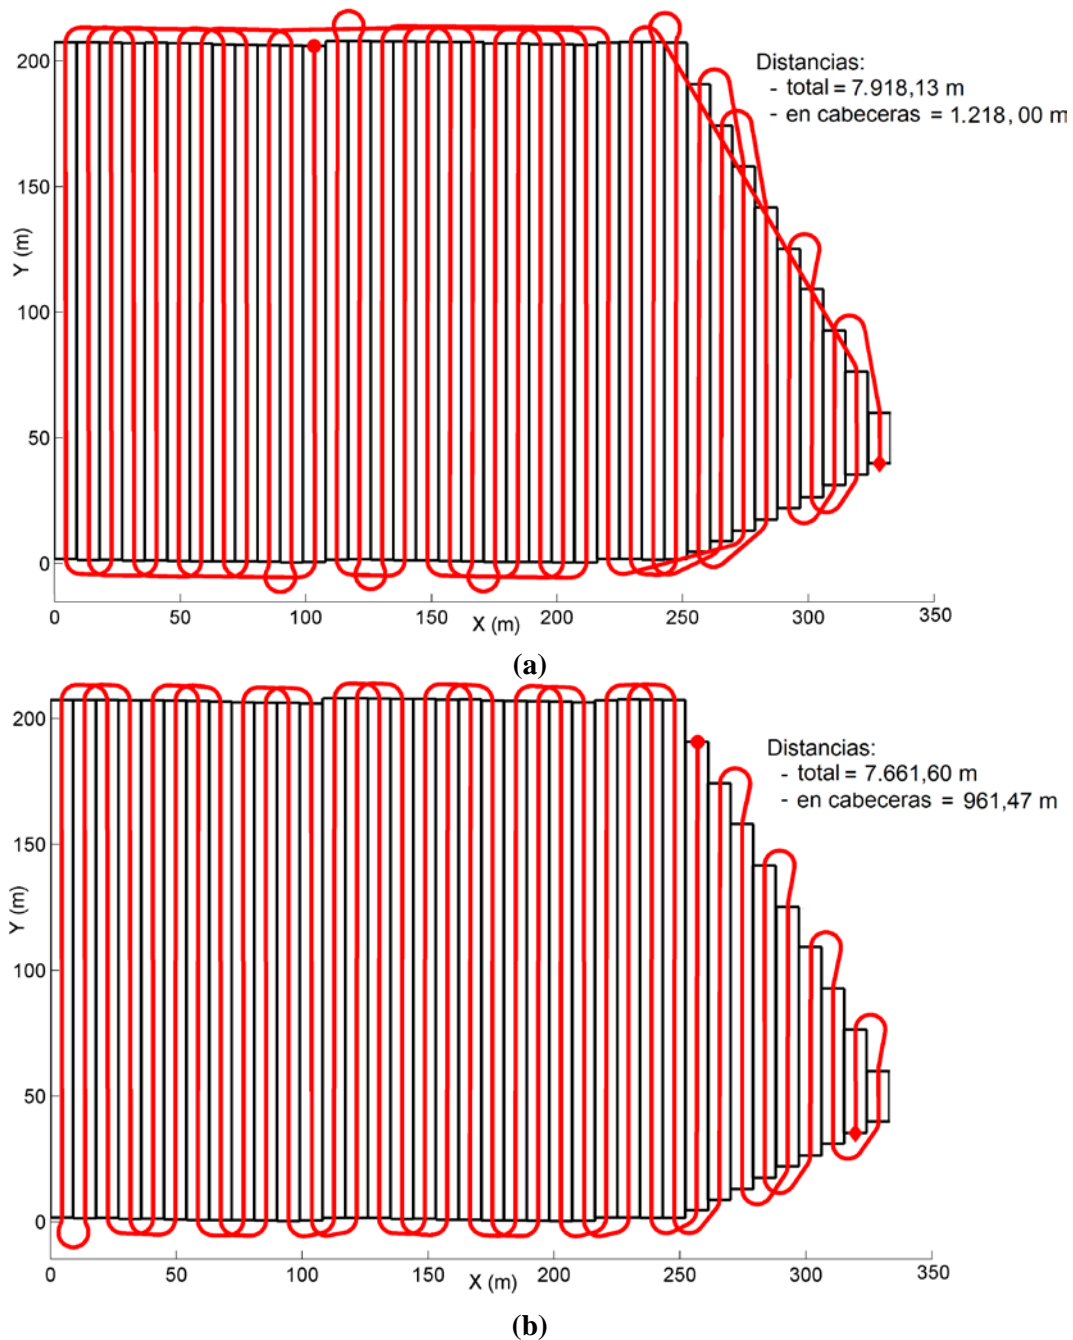 Distancias:
- total = 7.918,13 m
- en cabeceras = 1.218, 00 m
200
150
100
50
0
Y (m)
0 50 100 150 200 250 300 350
X (m)
(a)
Distancias:
- total = 7.661,60 m
- en cabeceras = 961,47 m
200
150
100
50
0
Y (m)
0 50 100 150 200 250 300 350
X (m)
(b)